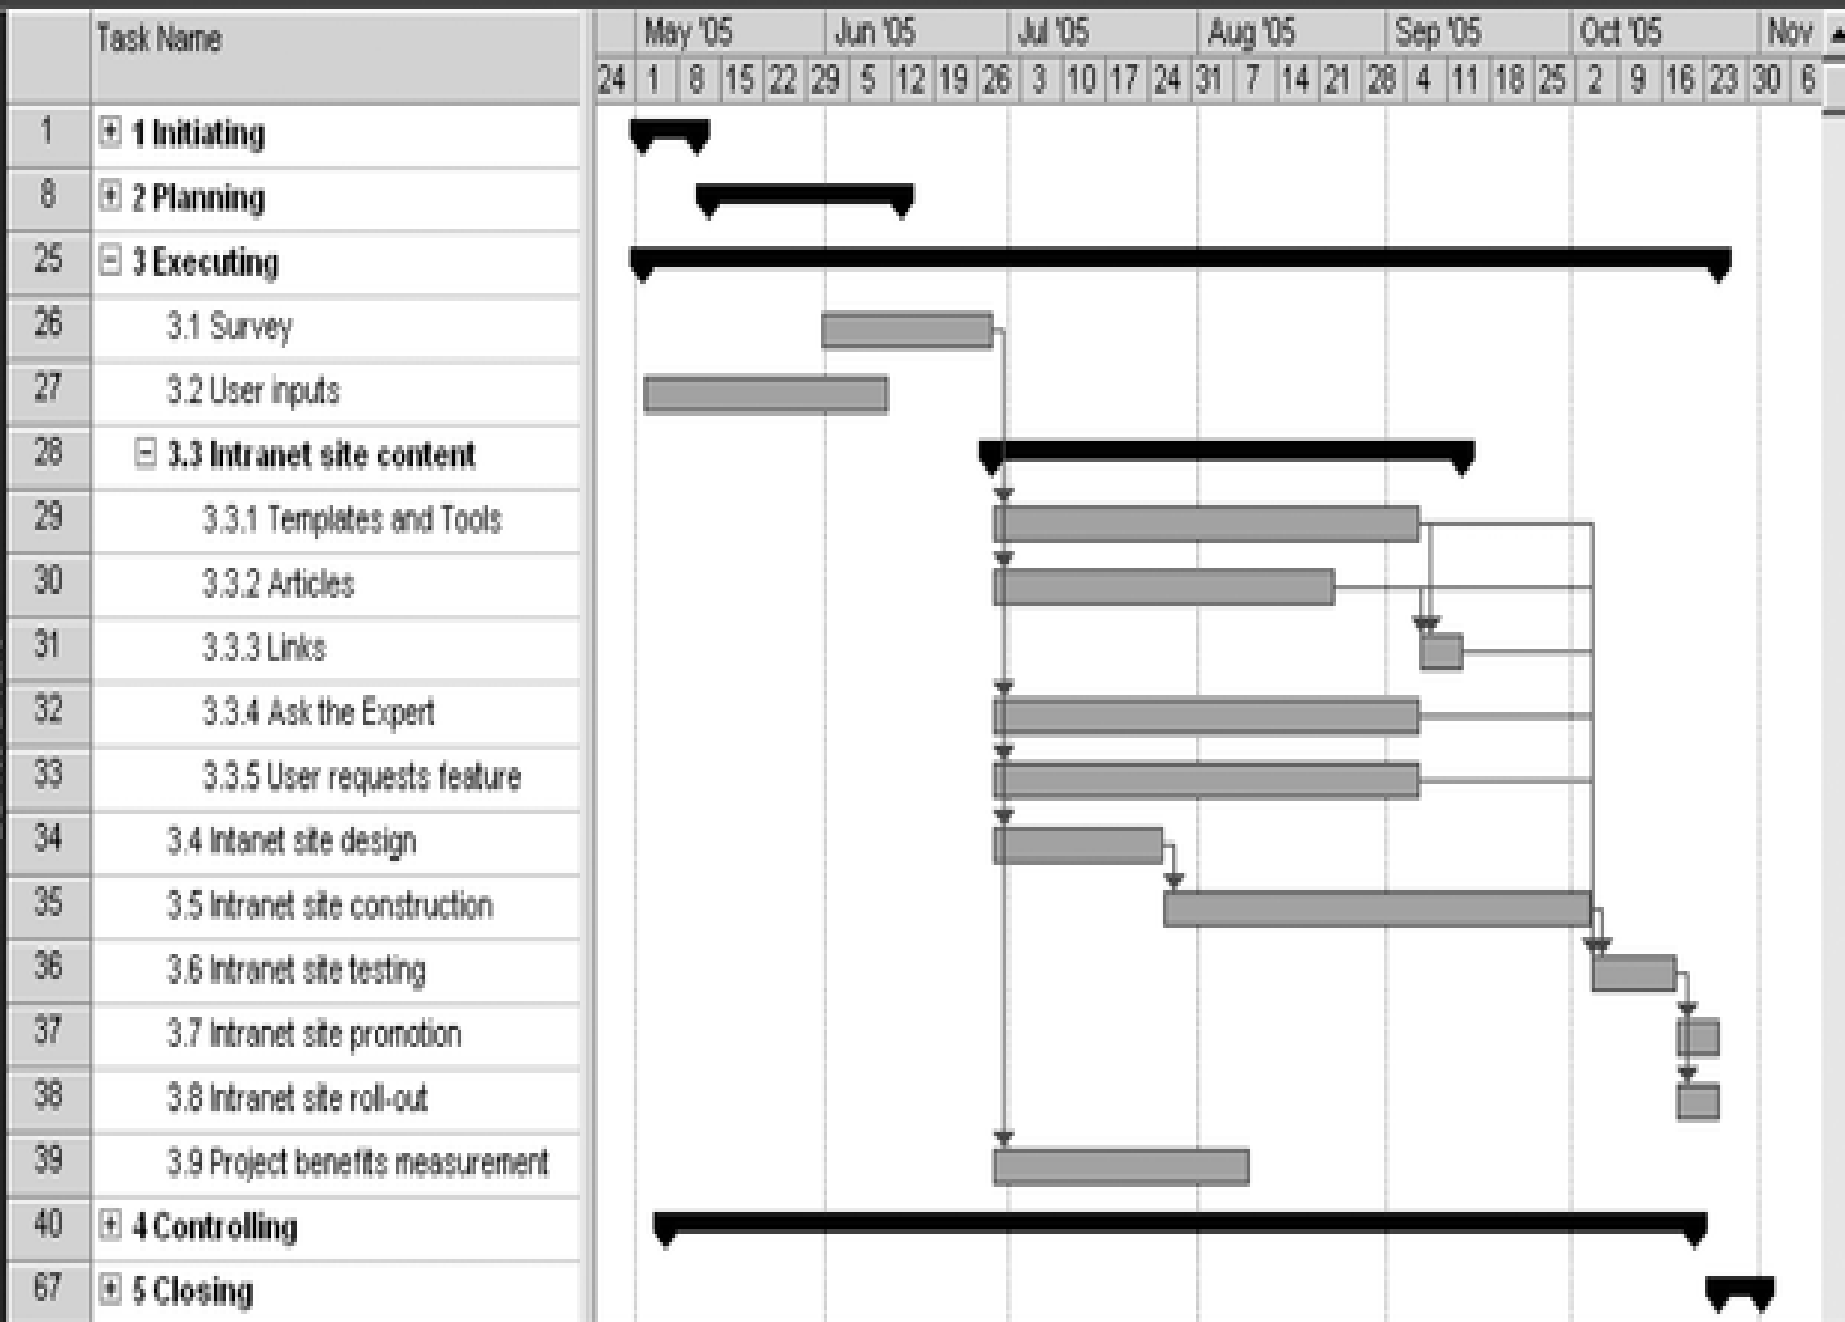 Task Name
May '05 Jun '05 Jul '05 Aug '05 Sep '05 Oct '05 Nov
24 1 8 15 22 29 5 12 19 26 3 10 17 24 31 7 14 21 28 4 11 18 25 2 9 16 23 30 6
1 1 Initiating
8 2 Planning
25 3 Executing
26 3.1 Survey
27 3.2 User inputs
28 3.3 Intranet site content
29 3.3.1 Templates and Tools
30 3.3.2 Articles
31 3.3.3 Links
32 3.3.4 Ask the Expert
33 3.3.5 User requests feature
34 3.4 Intanet site design
35 3.5 Intranet site construction
36 3.6 Intranet site testing
37 3.7 Intranet site promotion
38 3.8 Intranet site roll-out
39 3.9 Project benefits measurement
40 4 Controlling
67 5 Closing